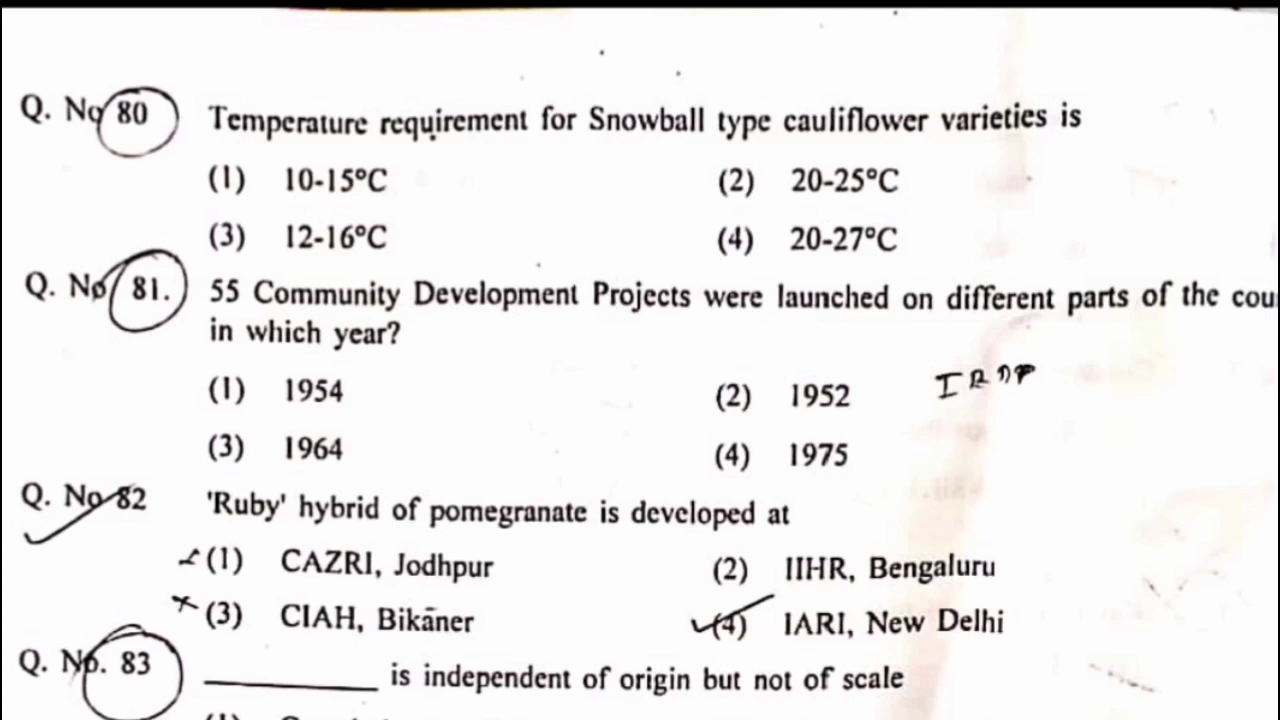 Q. No 80 Temperature requirement for Snowball type cauliflower varieties is
(1) 10-15°C (2) 20-25°C
(3) 12-16°C (4) 20-27°C
Q. No 81. 55 Community Development Projects were launched on different parts of the cou
in which year?
(1) 1954 (2) 1952 IRDP
(3) 1964 (4) 1975
Q. No 82 'Ruby' hybrid of pomegranate is developed at
(1) CAZRI, Jodhpur (2) IIHR, Bengaluru
(3) CIAH, Bikāner (4) IARI, New Delhi
Q. No. 83 ______ is independent of origin but not of scale
(1)